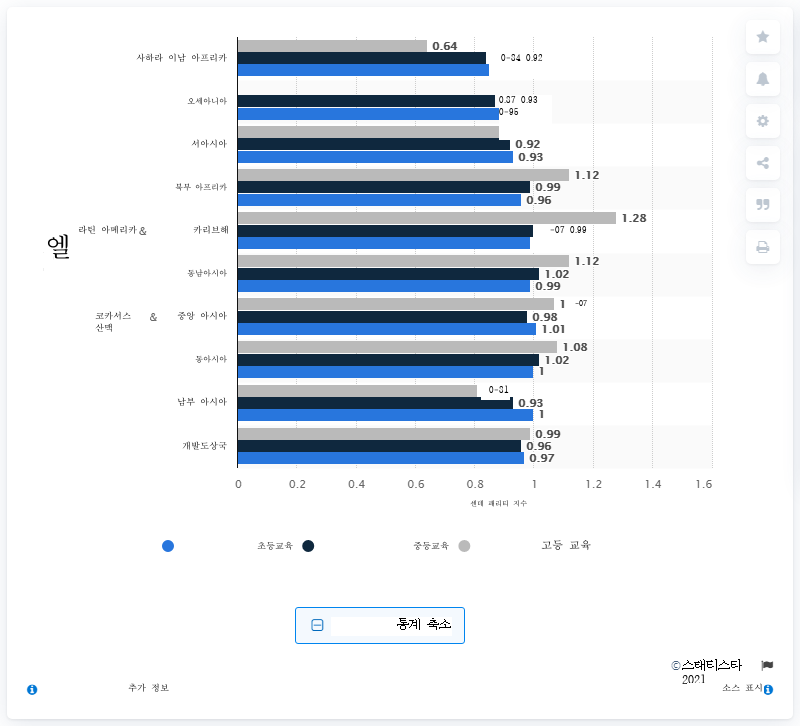 0.64
사하라 이남 아프리카
0-84 0.92
오세아니아
0.87 0.93
0-95
서아시아
0.92
0.93
1.12
북부 아프리카
0.99
0.96
1.28
엘
라틴 아메리카& 카리브해
-07 0.99
1.12
동남아시아
1.02
0.99
1 -07
코카서스 & 중앙 아시아
산맥
0.98
1.01
1.08
동아시아
1.02
1
0-81
남부 아시아
0.93
1
0.99
개발도상국
0.96
0.97
0 0.2 0.4 0.6 0.8 1 1.2 1.4 1.6
젠더 패리티 지수
초등교육 중등교육 고등 교육
통계 축소
©스태티스타
2021
추가 정보 소스 표시